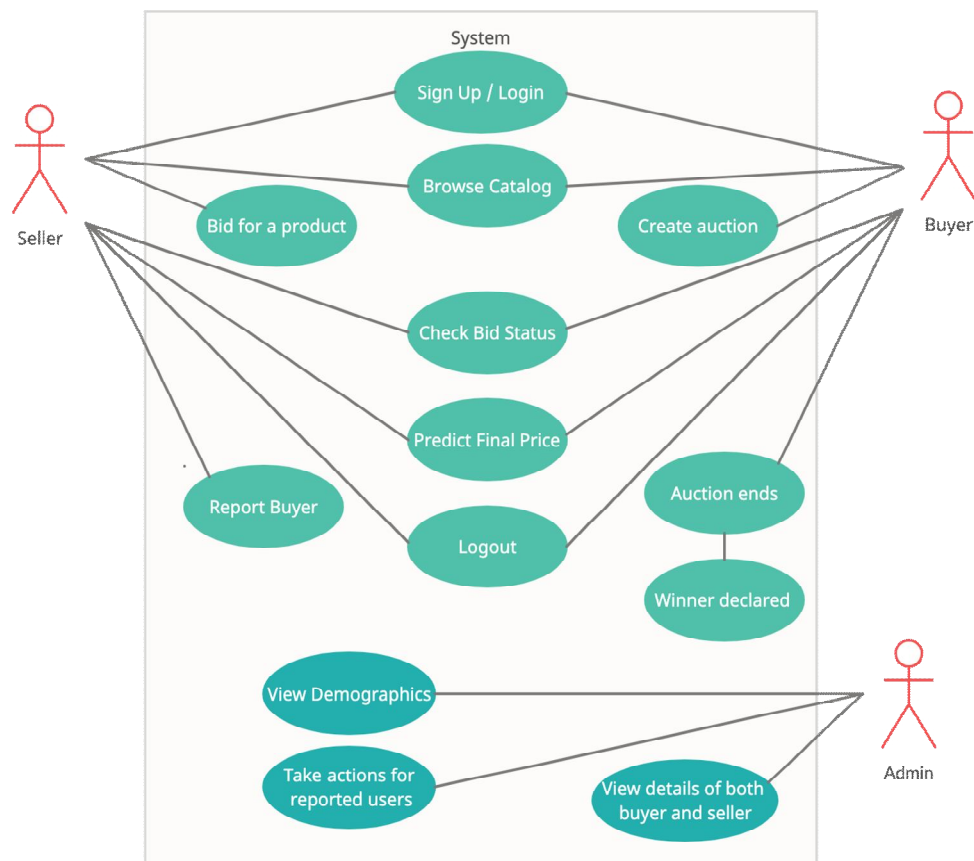 System
Sign Up / Login
Browse Catalog
Seller
Bid for a product
Create auction
Buyer
Check Bid Status
Predict Final Price
Report Buyer
Auction ends
Logout
Winner declared
View Demographics
Admin
Take actions for
reported users
View details of both
buyer and seller